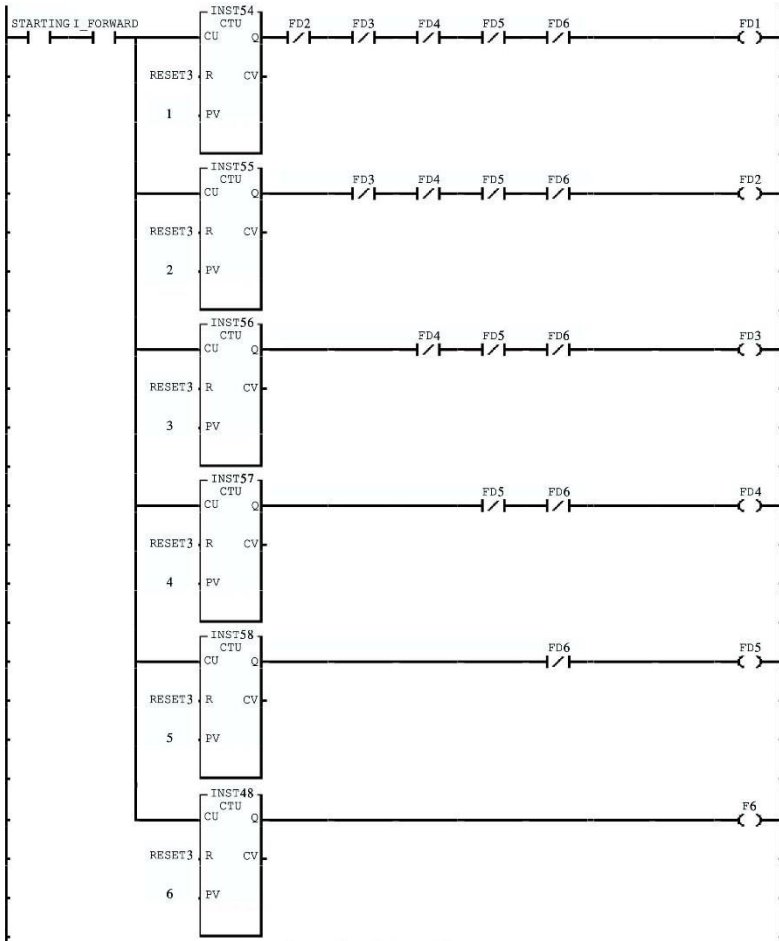 INST54
STARTING I_FORWARD CTU FD2 FD3 FD4 FD5 FD6 FD1
CU Q
RESET3 R CV
1 PV
INST55
CTU FD3 FD4 FD5 FD6 FD2
CU Q
RESET3 R CV
2 PV
INST56
CTU FD4 FD5 FD6 FD3
CU Q
RESET3 R CV
3 PV
INST57
CTU FD5 FD6 FD4
CU Q
RESET3 R CV
4 PV
INST58
CTU FD6 FD5
CU Q
RESET3 R CV
5 PV
INST48
CTU F6
CU Q
RESET3 R CV
6 PV